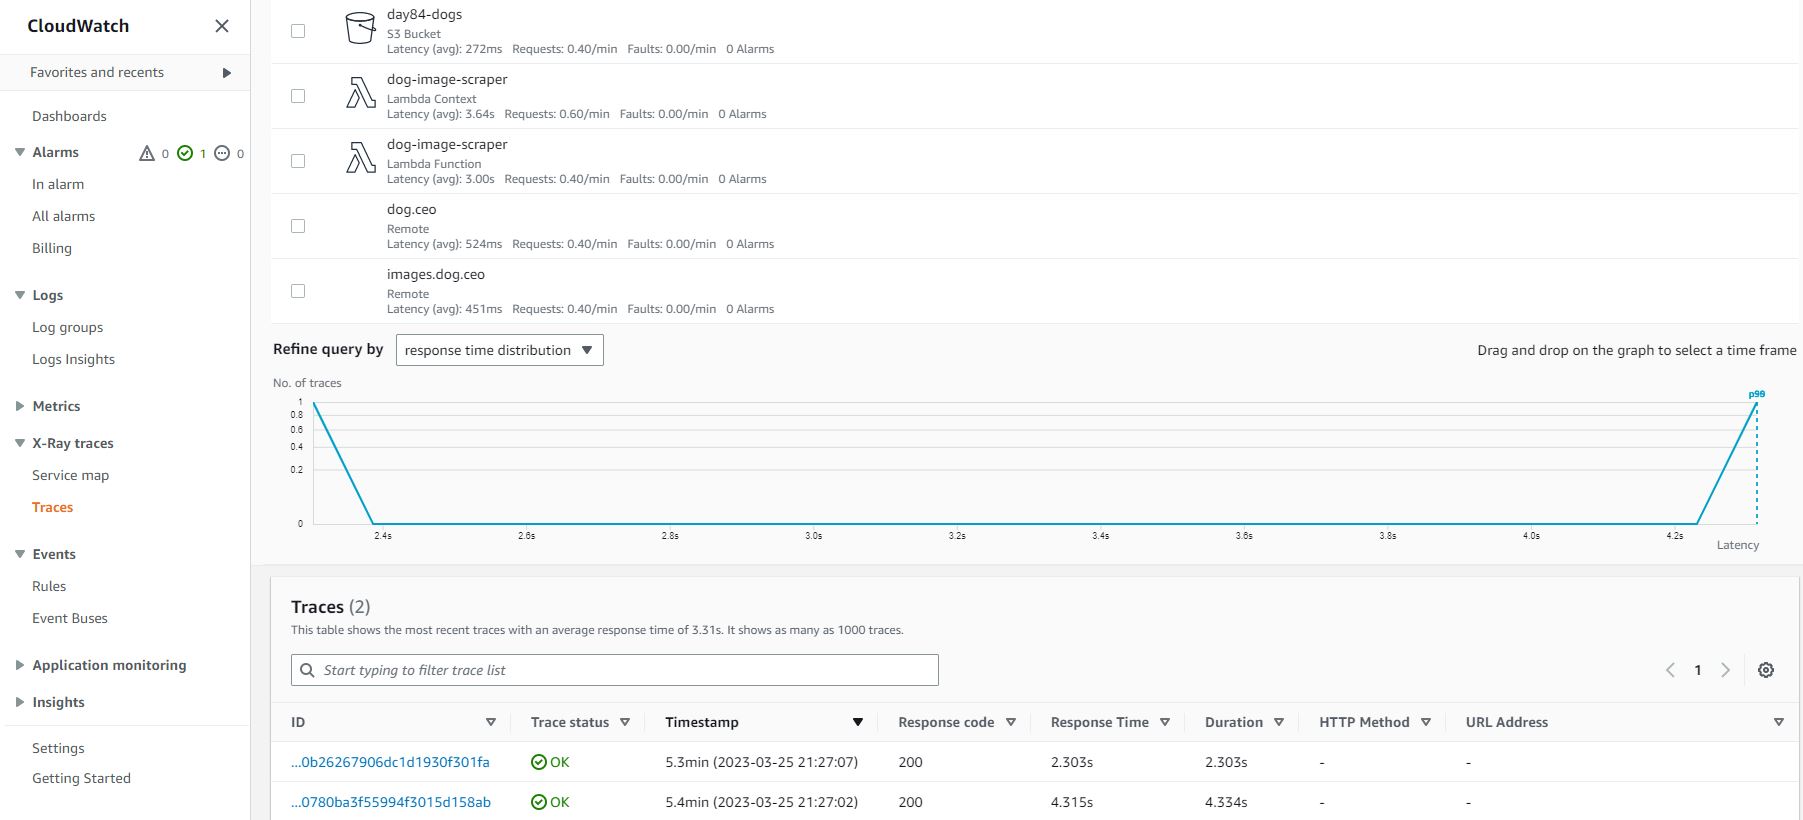 CloudWatch
Favorites and recents
Dashboards
Alarms 0 1 0
In alarm
All alarms
Billing
Logs
Log groups
Logs Insights
Metrics
X-Ray traces
Service map
Traces
Events
Rules
Event Buses
Application monitoring
Insights
Settings
Getting Started
day84-dogs
S3 Bucket
Latency (avg): 272ms Requests: 0.40/min Faults: 0.00/min 0 Alarms
dog-image-scraper
Lambda Context
Latency (avg): 3.64s Requests: 0.60/min Faults: 0.00/min 0 Alarms
dog-image-scraper
Lambda Function
Latency (avg): 3.00s Requests: 0.40/min Faults: 0.00/min 0 Alarms
dog.ceo
Remote
Latency (avg): 524ms Requests: 0.40/min Faults: 0.00/min 0 Alarms
images.dog.ceo
Remote
Latency (avg): 451ms Requests: 0.40/min Faults: 0.00/min 0 Alarms
Refine query by response time distribution Drag and drop on the graph to select a time frame
No. of traces
1
0.8
0.6
0.4
0.2
0
2.4s 2.6s 2.8s 3.0s 3.2s 3.4s 3.6s 3.8s 4.0s 4.2s
Latency
Traces (2)
This table shows the most recent traces with an average response time of 3.31s. It shows as many as 1000 traces.
Start typing to filter trace list
1
ID Trace status Timestamp Response code Response Time Duration HTTP Method URL Address
...0b26267906dc1d1930f301fa OK 5.3min (2023-03-25 21:27:07) 200 2.303s 2.303s - -
...0780ba3f55994f3015d158ab OK 5.4min (2023-03-25 21:27:02) 200 4.315s 4.334s - -